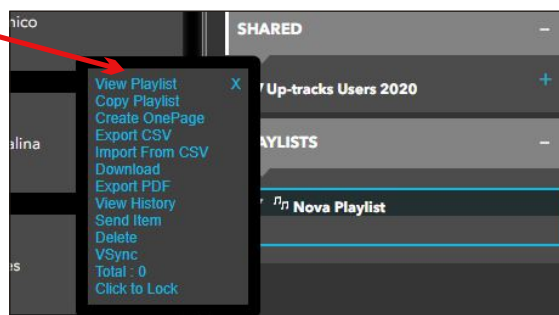 nico
SHARED –
View Playlist X
Copy Playlist
Up-tracks Users 2020 +
Create OnePage
Export CSV
Import From CSV
alina
AYLISTS –
Download
Export PDF
View History
Nova Playlist
Send Item
Delete
VSync
Total : 0
es
Click to Lock